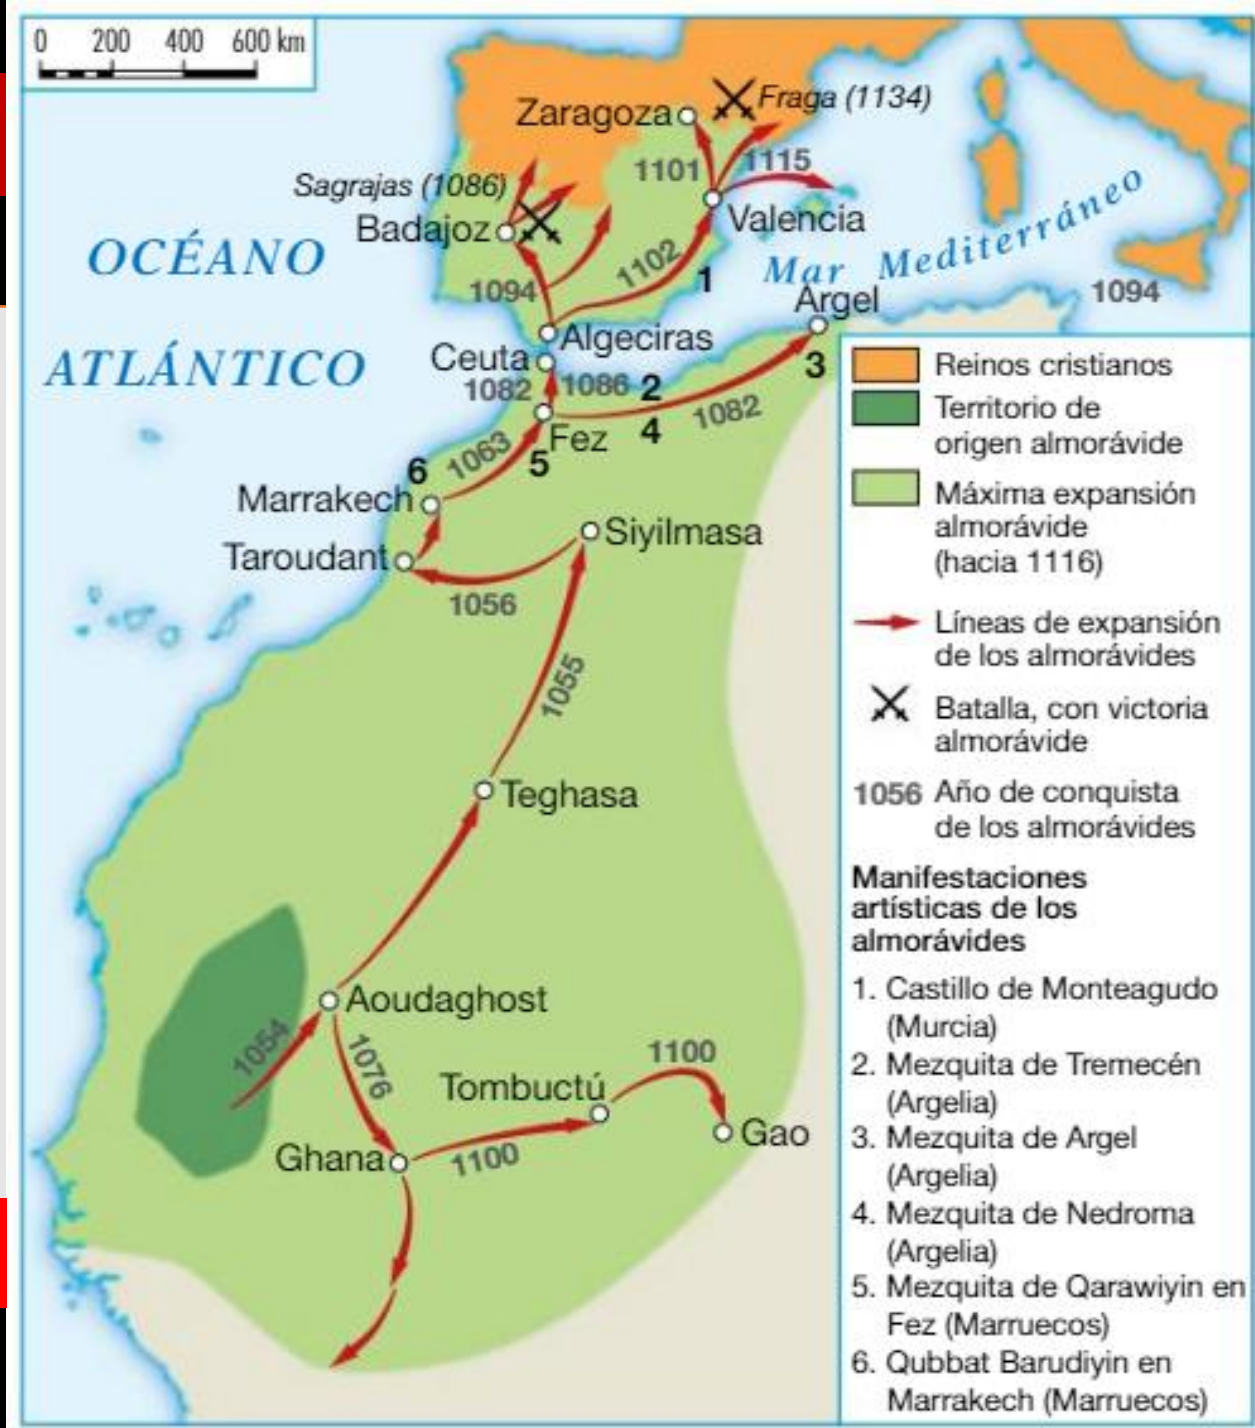 0 200 400 600 km
Zaragoza
Fraga (1134)
1101
1115
Sagrajas (1086)
Badajoz
Valencia
OCÉANO
ATLÁNTICO
Mar Mediterráneo
1102
1
1094
1094
Argel
Algeciras
Ceuta
1082
1086
2
3
1082
4
Fez
1063
5
6
Marrakech
Siyilmasa
Taroudant
1056
1055
Teghasa
Aoudaghost
1054
1076
1100
Tombuctú
Gao
Ghana
1100
Reinos cristianos
Territorio de
origen almorávide
Máxima expansión
almorávide
(hacia 1116)
Líneas de expansión
de los almorávides
Batalla, con victoria
almorávide
1056 Año de conquista
de los almorávides
Manifestaciones
artísticas de los
almorávides
1. Castillo de Monteagudo
(Murcia)
2. Mezquita de Tremecén
(Argelia)
3. Mezquita de Argel
(Argelia)
4. Mezquita de Nedroma
(Argelia)
5. Mezquita de Qarawiyin en
Fez (Marruecos)
6. Qubbat Barudiyin en
Marrakech (Marruecos)